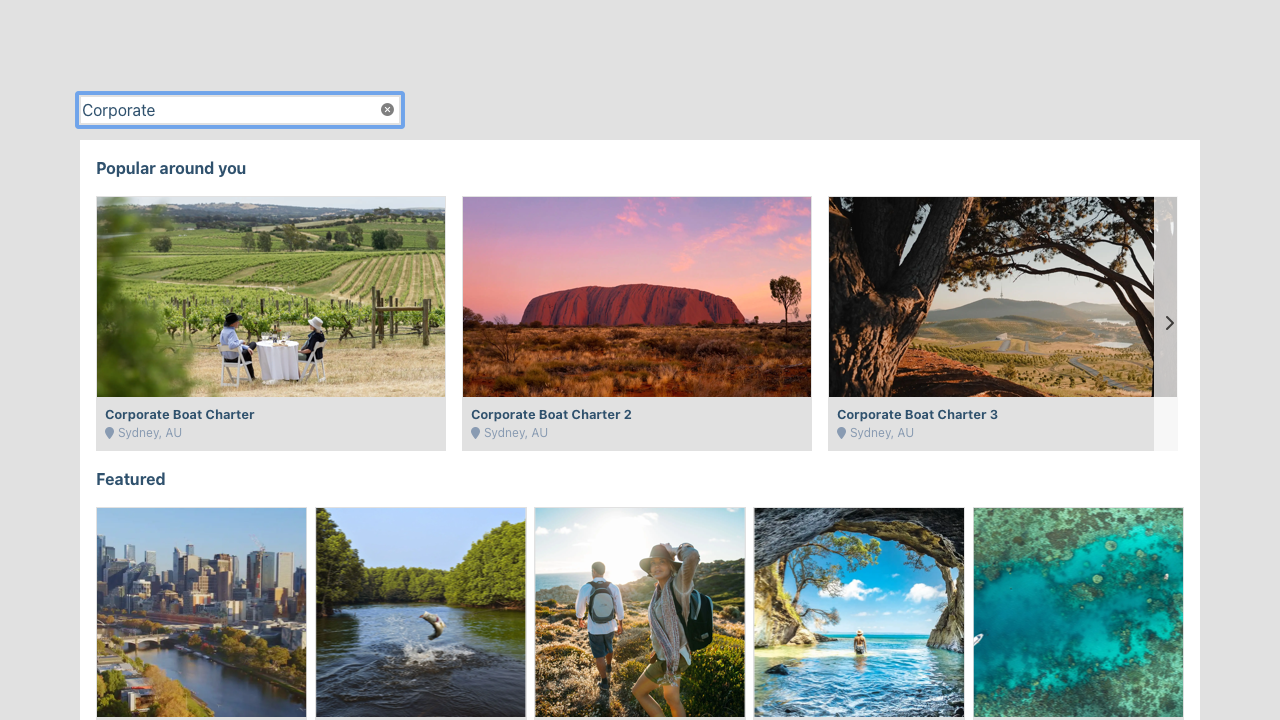 Corporate
Popular around you
Corporate Boat Charter
Sydney, AU
Corporate Boat Charter 2
Sydney, AU
Corporate Boat Charter 3
Sydney, AU
Featured